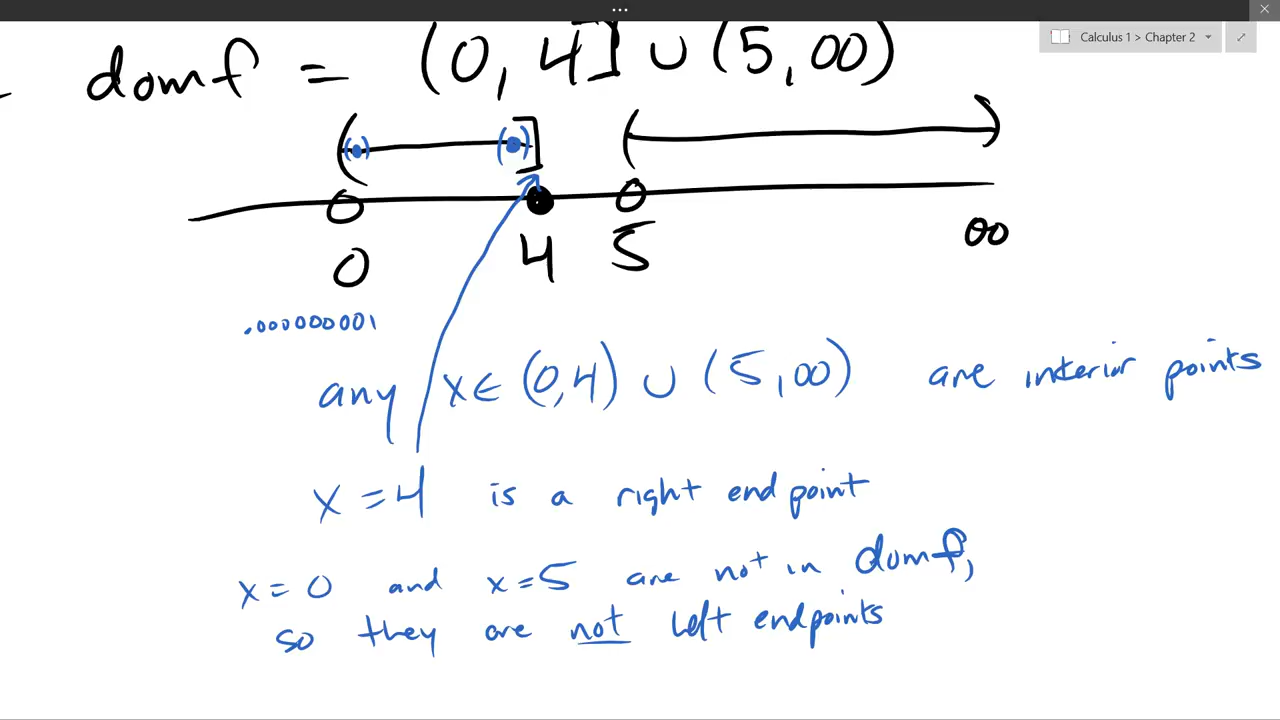 Calculus 1 > Chapter 2
domf = (0, 4] ∪ (5, ∞)
0 4 5 ∞
.000000001
any x ∈ (0,4) ∪ (5, ∞) are interior points
x = 4 is a right endpoint
x = 0 and x = 5 are not in domf,
so they are not left endpoints